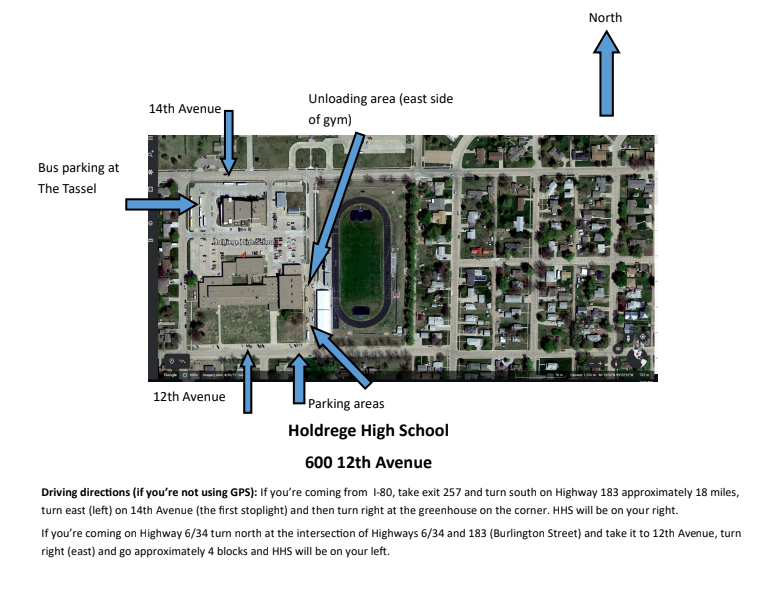 North
Unloading area (east side
of gym)
14th Avenue
Bus parking at
The Tassel
Holdrege High School
Google
12th Avenue
Parking areas
Holdrege High School
600 12th Avenue
Driving directions (if you're not using GPS): If you're coming from I-80, take exit 257 and turn south on Highway 183 approximately 18 miles,
turn east (left) on 14th Avenue (the first stoplight) and then turn right at the greenhouse on the corner. HHS will be on your right.
If you're coming on Highway 6/34 turn north at the intersection of Highways 6/34 and 183 (Burlington Street) and take it to 12th Avenue, turn
right (east) and go approximately 4 blocks and HHS will be on your left.